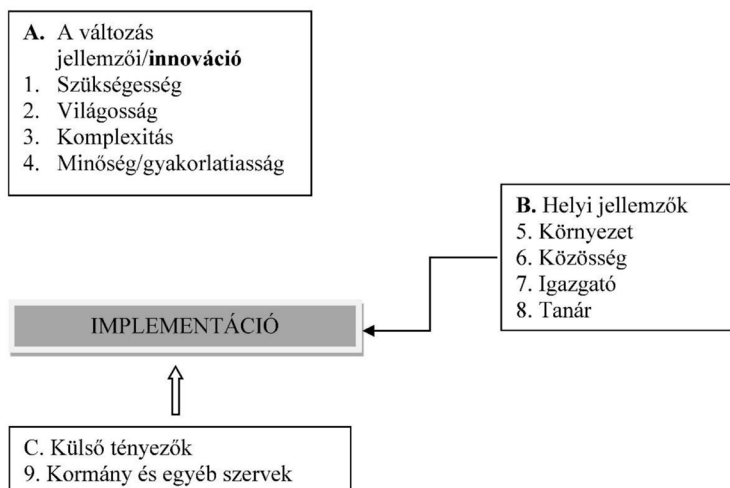 A. A változás
jellemzői/innováció
1. Szükségesség
2. Világosság
3. Komplexitás
4. Minőség/gyakorlatiasság
B. Helyi jellemzők
5. Környezet
6. Közösség
7. Igazgató
8. Tanár
IMPLEMENTÁCIÓ
C. Külső tényezők
9. Kormány és egyéb szervek